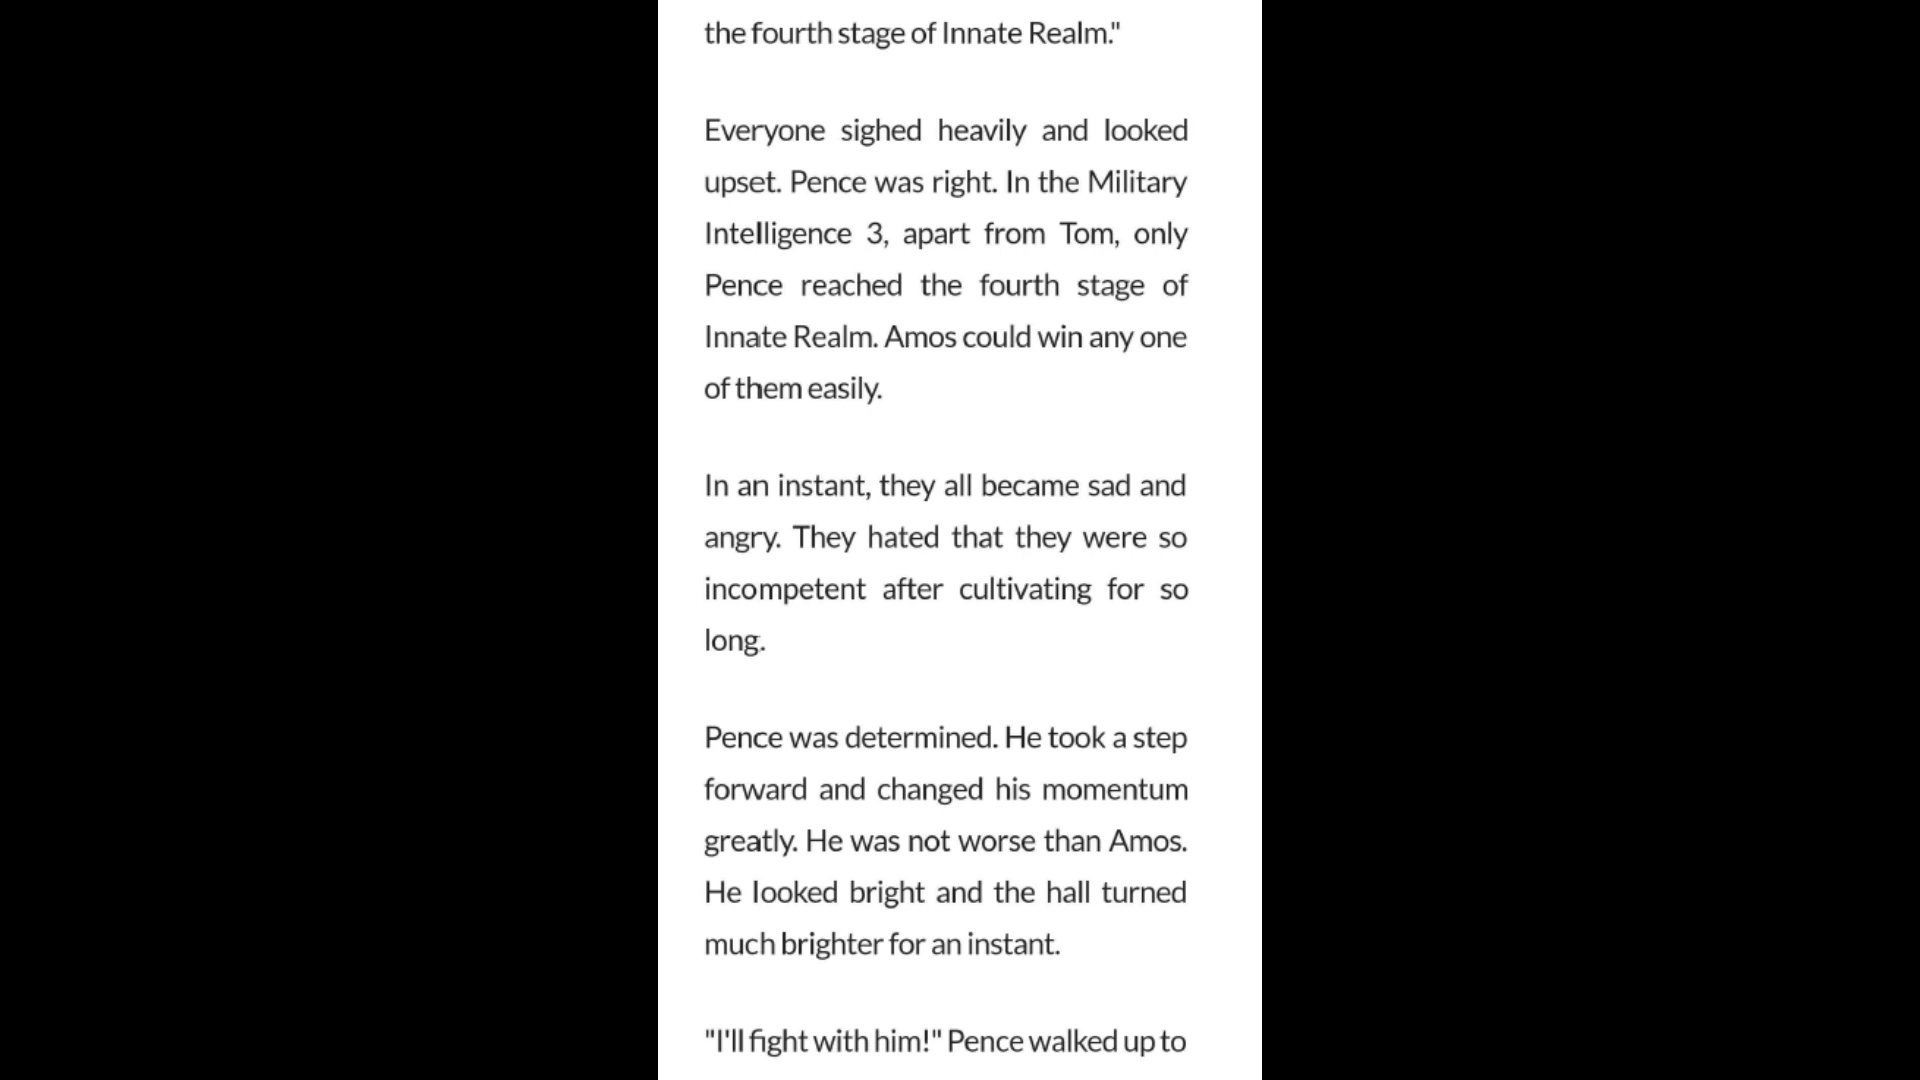 the fourth stage of Innate Realm."
Everyone sighed heavily and looked
upset. Pence was right. In the Military
Intelligence 3, apart from Tom, only
Pence reached the fourth stage of
Innate Realm. Amos could win any one
of them easily.
In an instant, they all became sad and
angry. They hated that they were so
incompetent after cultivating for so
long.
Pence was determined. He took a step
forward and changed his momentum
greatly. He was not worse than Amos.
He looked bright and the hall turned
much brighter for an instant.
"I'll fight with him!" Pence walked up to